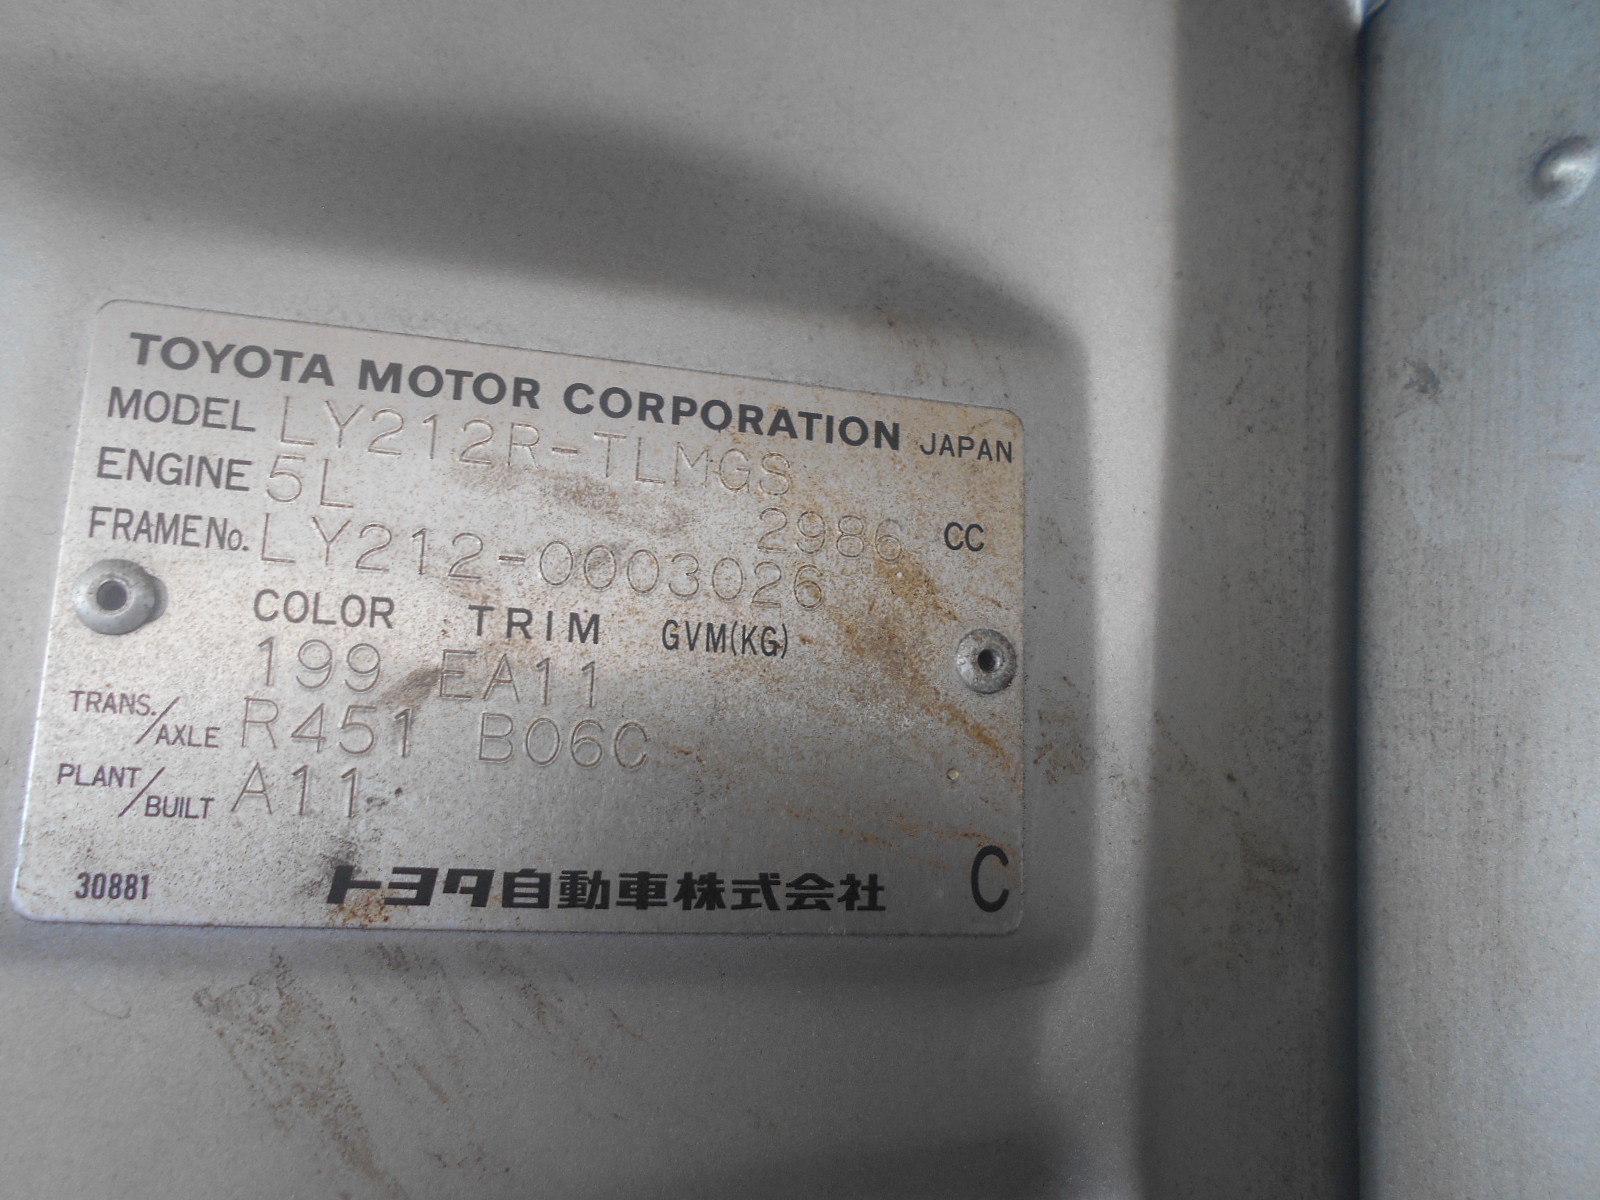 TOYOTA MOTOR CORPORATION JAPAN
MODEL LY212R-TLMGS
ENGINE 5L 2986 CC
FRAME No. LY212-0003026
COLOR TRIM GVM(KG)
199 EA11
TRANS./AXLE R451 B06C
PLANT/BUILT A11
30881 トヨタ自動車株式会社 C